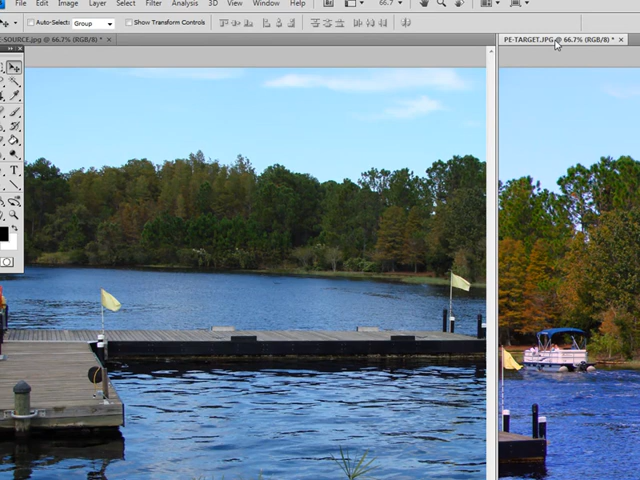 File Edit Image Layer Select Filter Analysis 3D View Window Help
66.7
Auto-Select: Group Show Transform Controls
-SOURCE.jpg @ 66.7% (RGB/8) * ×
PE-TARGET.JPG @ 66.7% (RGB/8) * ×
T